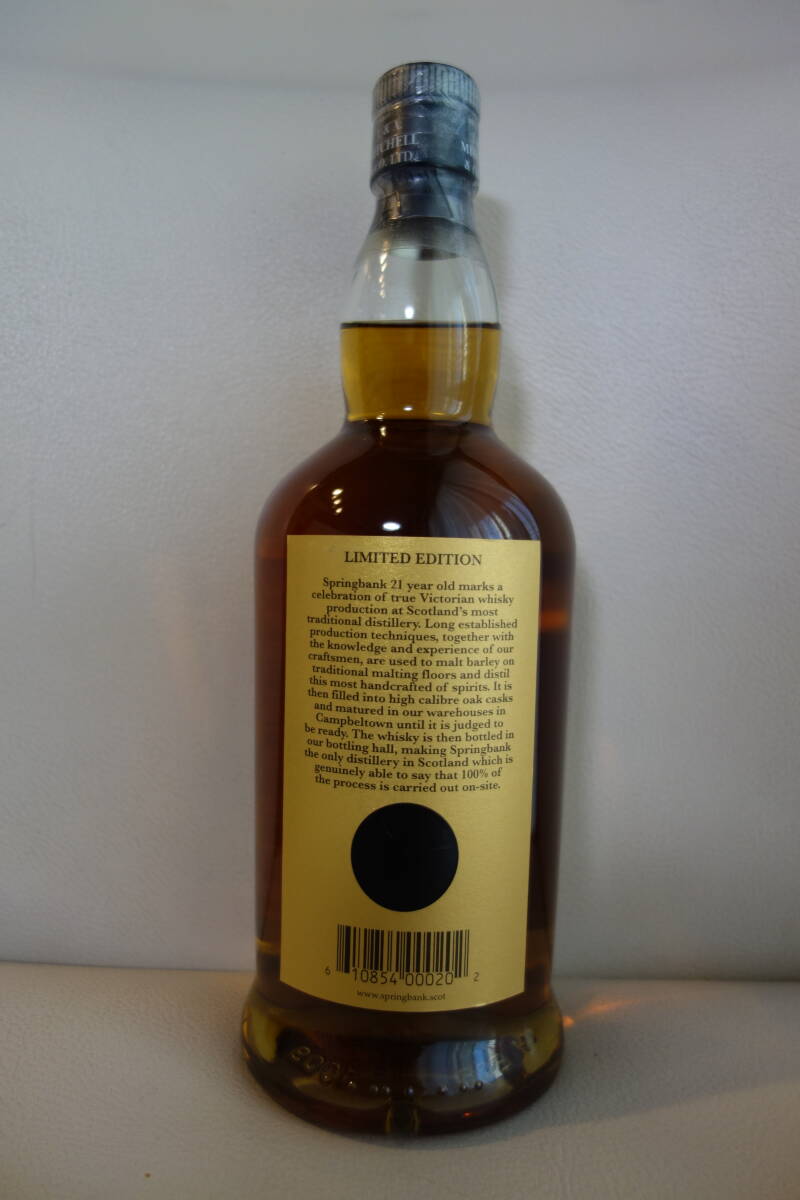 & A
MITCHELL
LTD.
LIMITED EDITION
Springbank 21 year old marks a
celebration of true Victorian whisky
production at Scotland's most
traditional distillery. Long established
production techniques, together with
the knowledge and experience of our
craftsmen, are used to malt barley on
traditional malting floors and distil
this most handcrafted of spirits. It is
then filled into high calibre oak casks
and matured in our warehouses in
Campbeltown until it is judged to
be ready. The whisky is then bottled in
our bottling hall, making Springbank
the only distillery in Scotland which is
genuinely able to say that 100% of
the process is carried out on-site.
6 10854 00020 2
www.springbank.scot